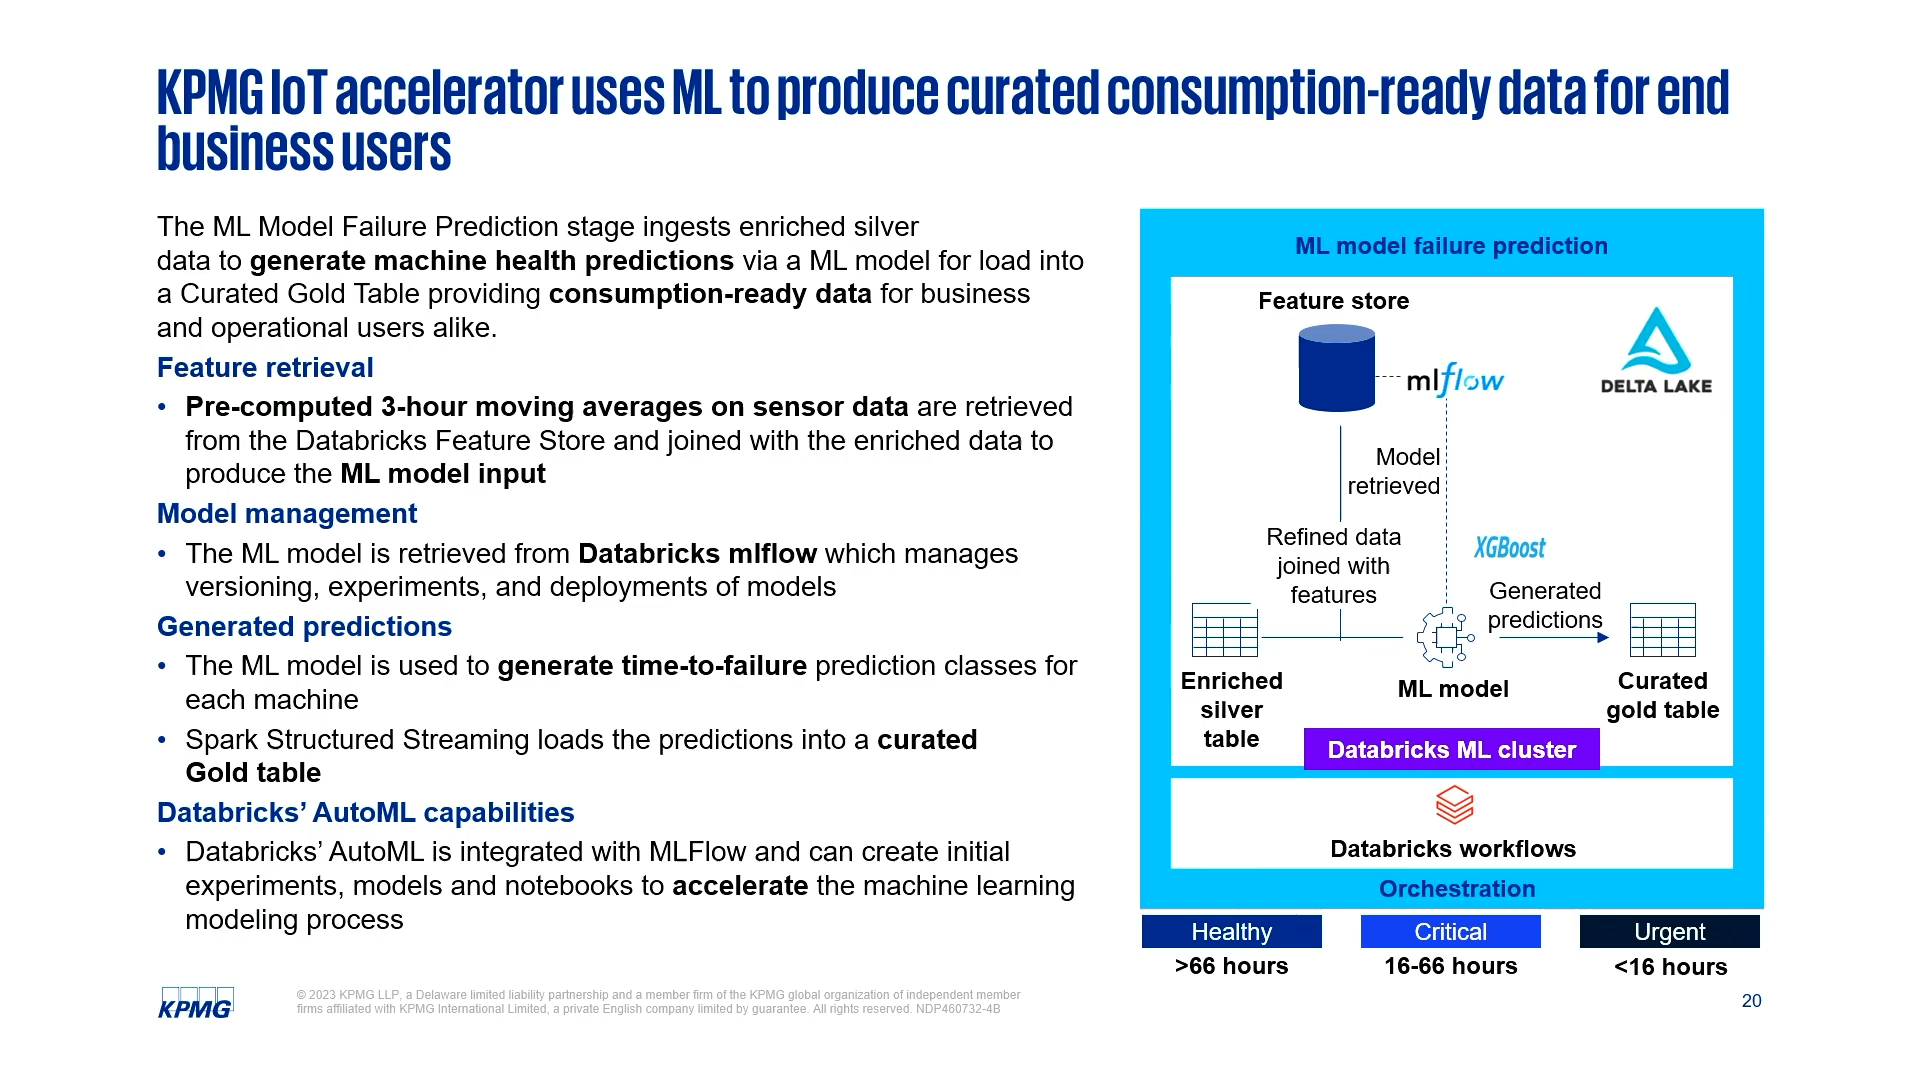 KPMG IoT accelerator uses ML to produce curated consumption-ready data for end
business users
The ML Model Failure Prediction stage ingests enriched silver
data to generate machine health predictions via a ML model for load into
a Curated Gold Table providing consumption-ready data for business
and operational users alike.
Feature retrieval
• Pre-computed 3-hour moving averages on sensor data are retrieved
from the Databricks Feature Store and joined with the enriched data to
produce the ML model input
Model management
• The ML model is retrieved from Databricks mlflow which manages
versioning, experiments, and deployments of models
Generated predictions
• The ML model is used to generate time-to-failure prediction classes for
each machine
• Spark Structured Streaming loads the predictions into a curated
Gold table
Databricks’ AutoML capabilities
• Databricks’ AutoML is integrated with MLFlow and can create initial
experiments, models and notebooks to accelerate the machine learning
modeling process
ML model failure prediction
Feature store
mlflow
DELTA LAKE
Model
retrieved
Refined data
joined with
features
XGBoost
Generated
predictions
Enriched
silver
table
ML model
Curated
gold table
Databricks ML cluster
Databricks workflows
Orchestration
Healthy
>66 hours
Critical
16-66 hours
Urgent
<16 hours
KPMG
© 2023 KPMG LLP, a Delaware limited liability partnership and a member firm of the KPMG global organization of independent member
firms affiliated with KPMG International Limited, a private English company limited by guarantee. All rights reserved. NDP460732-4B
20